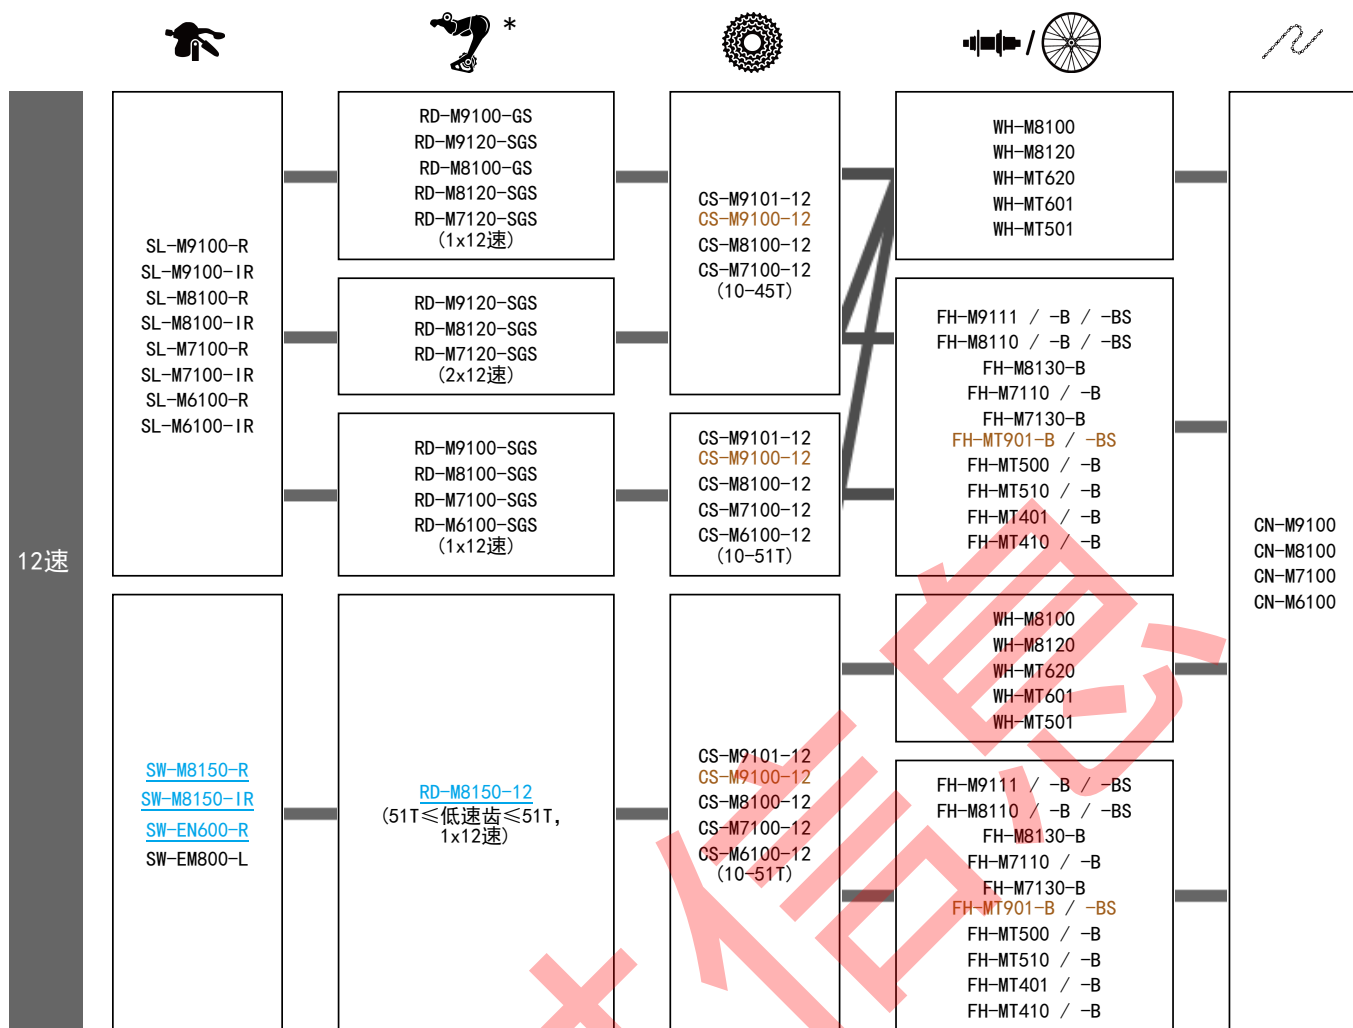 *
12速
SL-M9100-R
SL-M9100-IR
SL-M8100-R
SL-M8100-IR
SL-M7100-R
SL-M7100-IR
SL-M6100-R
SL-M6100-IR
RD-M9100-GS
RD-M9120-SGS
RD-M8100-GS
RD-M8120-SGS
RD-M7120-SGS
(1x12速)
RD-M9120-SGS
RD-M8120-SGS
RD-M7120-SGS
(2x12速)
RD-M9100-SGS
RD-M8100-SGS
RD-M7100-SGS
RD-M6100-SGS
(1x12速)
CS-M9101-12
CS-M9100-12
CS-M8100-12
CS-M7100-12
(10-45T)
CS-M9101-12
CS-M9100-12
CS-M8100-12
CS-M7100-12
CS-M6100-12
(10-51T)
WH-M8100
WH-M8120
WH-MT620
WH-MT601
WH-MT501
FH-M9111 / -B / -BS
FH-M8110 / -B / -BS
FH-M8130-B
FH-M7110 / -B
FH-M7130-B
FH-MT901-B / -BS
FH-MT500 / -B
FH-MT510 / -B
FH-MT401 / -B
FH-MT410 / -B
CN-M9100
CN-M8100
CN-M7100
CN-M6100
SW-M8150-R
SW-M8150-IR
SW-EN600-R
SW-EM800-L
RD-M8150-12
(51T≤低速齿≤51T,
1x12速)
CS-M9101-12
CS-M9100-12
CS-M8100-12
CS-M7100-12
CS-M6100-12
(10-51T)
WH-M8100
WH-M8120
WH-MT620
WH-MT601
WH-MT501
FH-M9111 / -B / -BS
FH-M8110 / -B / -BS
FH-M8130-B
FH-M7110 / -B
FH-M7130-B
FH-MT901-B / -BS
FH-MT500 / -B
FH-MT510 / -B
FH-MT401 / -B
FH-MT410 / -B
信息